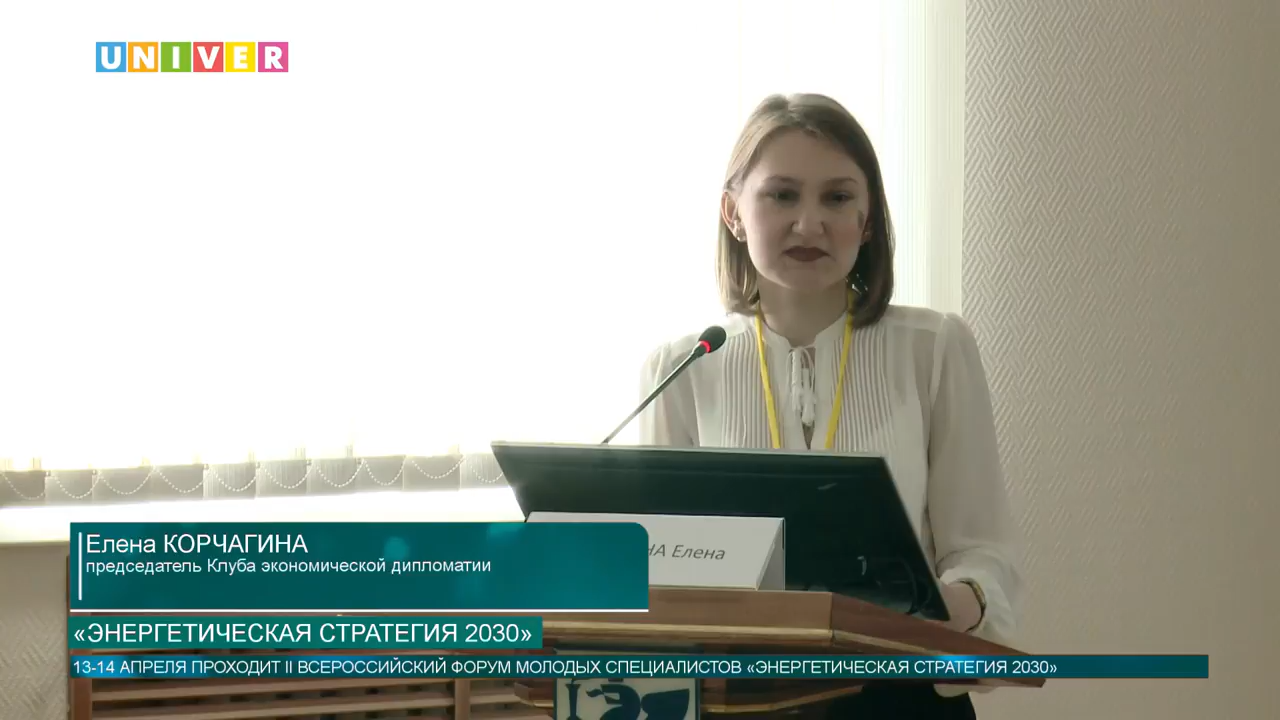 UNIVER
НА Елена
Елена КОРЧАГИНА
председатель Клуба экономической дипломатии
«ЭНЕРГЕТИЧЕСКАЯ СТРАТЕГИЯ 2030»
13-14 АПРЕЛЯ ПРОХОДИТ II ВСЕРОССИЙСКИЙ ФОРУМ МОЛОДЫХ СПЕЦИАЛИСТОВ «ЭНЕРГЕТИЧЕСКАЯ СТРАТЕГИЯ 2030»